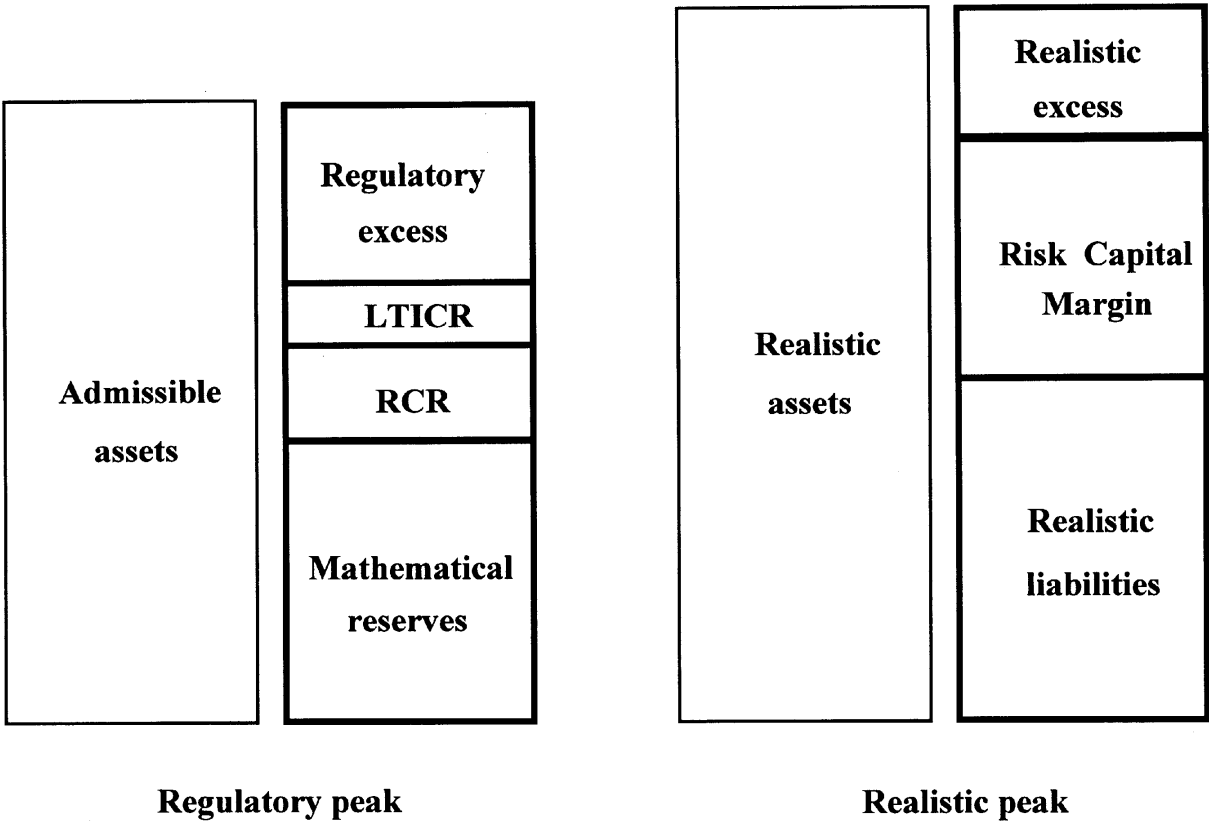 Admissible
assets
Regulatory
excess
LTICR
RCR
Mathematical
reserves
Regulatory peak
Realistic
assets
Realistic
excess
Risk Capital
Margin
Realistic
liabilities
Realistic peak